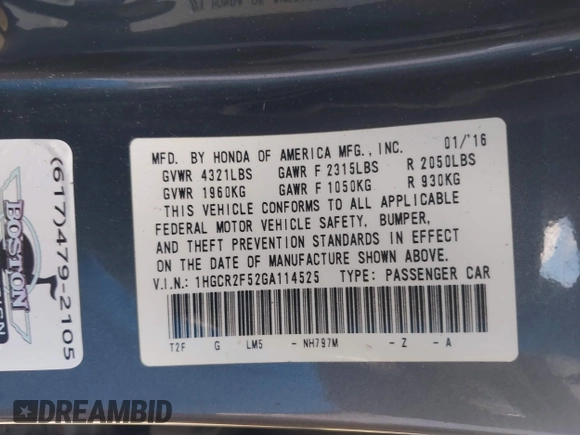 MFD. BY HONDA OF AMERICA MFG., INC. 01/'16
GVWR 4321LBS GAWR F 2315LBS R 2050LBS
GVWR 1960KG GAWR F 1050KG R 930KG
THIS VEHICLE CONFORMS TO ALL APPLICABLE
FEDERAL MOTOR VEHICLE SAFETY, BUMPER,
AND THEFT PREVENTION STANDARDS IN EFFECT
ON THE DATE OF MANUFACTURE SHOWN ABOVE.
V.I.N.: 1HGCR2F52GA114525 TYPE: PASSENGER CAR
T2F G LM5 - NH797M - Z - A
BOSTON
(617)479-2105
DREAMBID